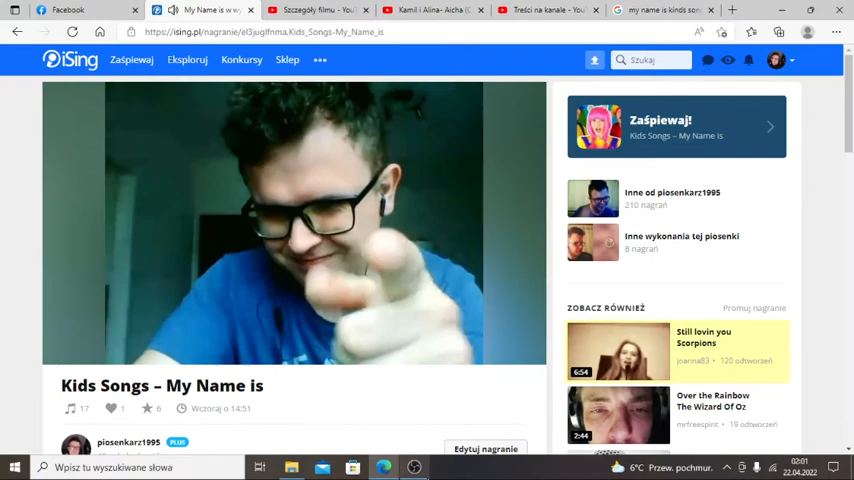 Facebook
My Name is w wy
Szczegóły filmu - YouT
Kamil i Alina- Aicha (C
Treści na kanale - YouT
my name is kinds song
https://ising.pl/nagranie/el3juglfnma,Kids_Songs-My_Name_is
iSing
Zaśpiewaj
Eksploruj
Konkursy
Sklep
Szukaj
Zaśpiewaj!
Kids Songs – My Name is
Inne od piosenkarz1995
210 nagrań
Inne wykonania tej piosenki
8 nagrań
ZOBACZ RÓWNIEŻ
Promuj nagranie
Still lovin you
Scorpions
joanna83 • 120 odtworzeń
6:54
Over the Rainbow
The Wizard Of Oz
mrfreespirit • 19 odtworzeń
2:44
Kids Songs – My Name is
17
1
6
Wczoraj o 14:51
piosenkarz1995 PLUS
Edytuj nagranie
Wpisz tu wyszukiwane słowa
6°C Przew. pochmur.
02:01
22.04.2022